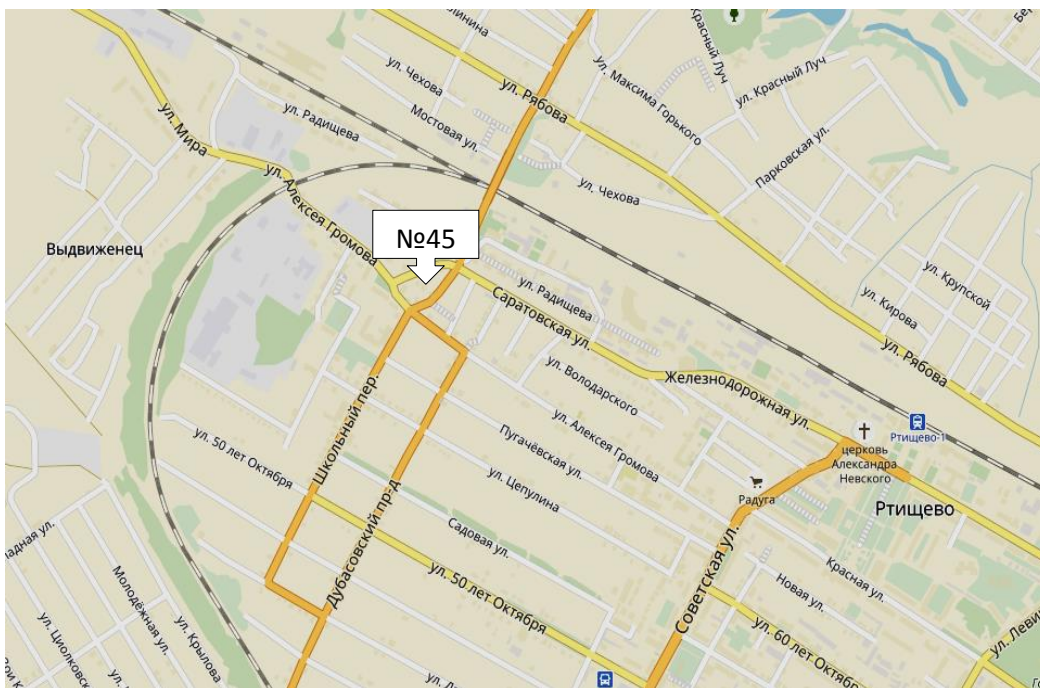 ул. Чехова
Мостовая ул.
ул. Рябова
ул. Максима Горького
Красный Луч
ул. Красный Луч
Парковская ул.
ул. Мира
ул. Радищева
ул. Алексея Громова
ул. Чехова
Выдвиженец
№45
ул. Радищева
Саратовская ул.
ул. Крупской
ул. Кирова
ул. Рябова
ул. Володарского
Железнодорожная ул.
Ртищево-1
церковь
Александра
Невского
ул. Алексея Громова
Пугачёвская ул.
ул. Цепулина
Школьный пер.
ул. 50 лет Октября
Дубасовский пр-д
Садовая ул.
Радуга
Ртищево
Советская ул.
Красная ул.
Новая ул.
ул. 50 лет Октября
ул. 60 лет Октября
Молодёжная ул.
ул. Крылова